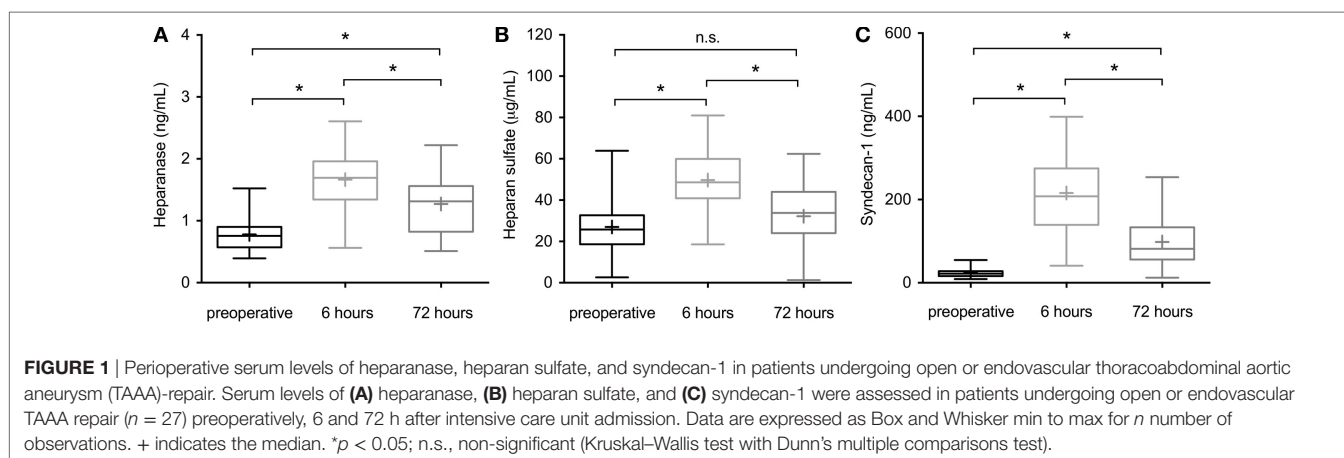 A
B
C
4
3
2
1
0
Heparanase (ng/mL)
*
*
*
preoperative 6 hours 72 hours
120
100
80
60
40
20
0
Heparan sulfate (µg/mL)
n.s.
*
*
preoperative 6 hours 72 hours
600
400
200
0
Syndecan-1 (ng/mL)
*
*
*
preoperative 6 hours 72 hours
FIGURE 1 | Perioperative serum levels of heparanase, heparan sulfate, and syndecan-1 in patients undergoing open or endovascular thoracoabdominal aortic
aneurysm (TAAA)-repair. Serum levels of (A) heparanase, (B) heparan sulfate, and (C) syndecan-1 were assessed in patients undergoing open or endovascular
TAAA repair (n = 27) preoperatively, 6 and 72 h after intensive care unit admission. Data are expressed as Box and Whisker min to max for n number of
observations. + indicates the median. *p < 0.05; n.s., non-significant (Kruskal–Wallis test with Dunn’s multiple comparisons test).